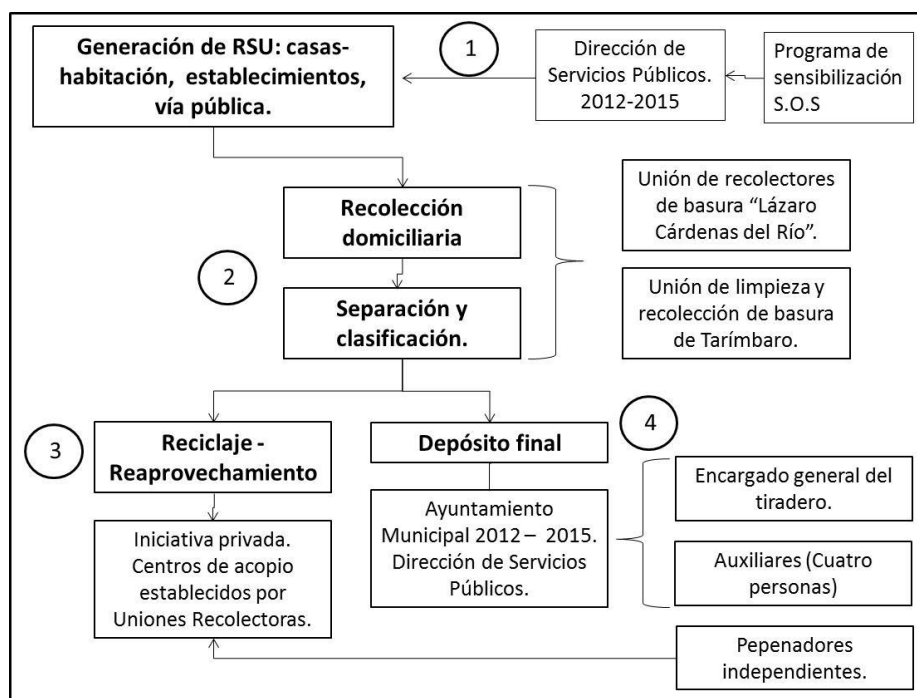 Generación de RSU: casas-
habitación, establecimientos,
vía pública.
1
Dirección de
Servicios Públicos.
2012-2015
Programa de
sensibilización
S.O.S
Recolección
domiciliaria
2
Separación y
clasificación.
Unión de recolectores
de basura “Lázaro
Cárdenas del Río”.
Unión de limpieza y
recolección de basura
de Tarímbaro.
3
Reciclaje -
Reaprovechamiento
Iniciativa privada.
Centros de acopio
establecidos por
Uniones Recolectoras.
Depósito final
4
Ayuntamiento
Municipal 2012 – 2015.
Dirección de Servicios
Públicos.
Encargado general del
tiradero.
Auxiliares (Cuatro
personas)
Pepenadores
independientes.